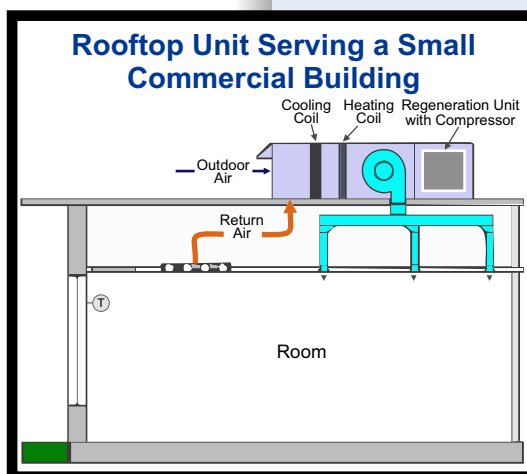 Rooftop Unit Serving a Small
Commercial Building
Cooling
Coil
Heating
Coil
Regeneration Unit
with Compressor
Outdoor
Air
Return
Air
T
Room